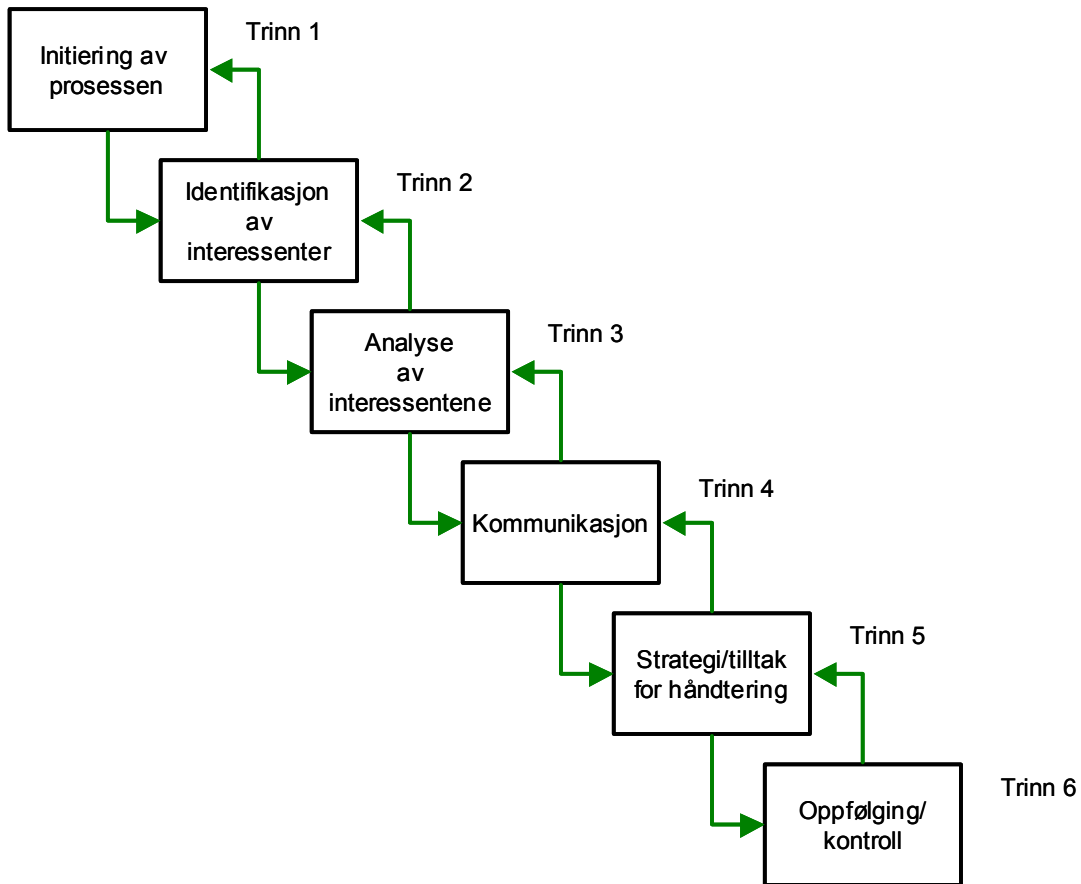 Trinn 1
Initiering av
prosessen
Trinn 2
Identifikasjon
av
interessenter
Trinn 3
Analyse
av
interessentene
Trinn 4
Kommunikasjon
Trinn 5
Strategi/tilltak
for håndtering
Trinn 6
Oppfølging/
kontroll